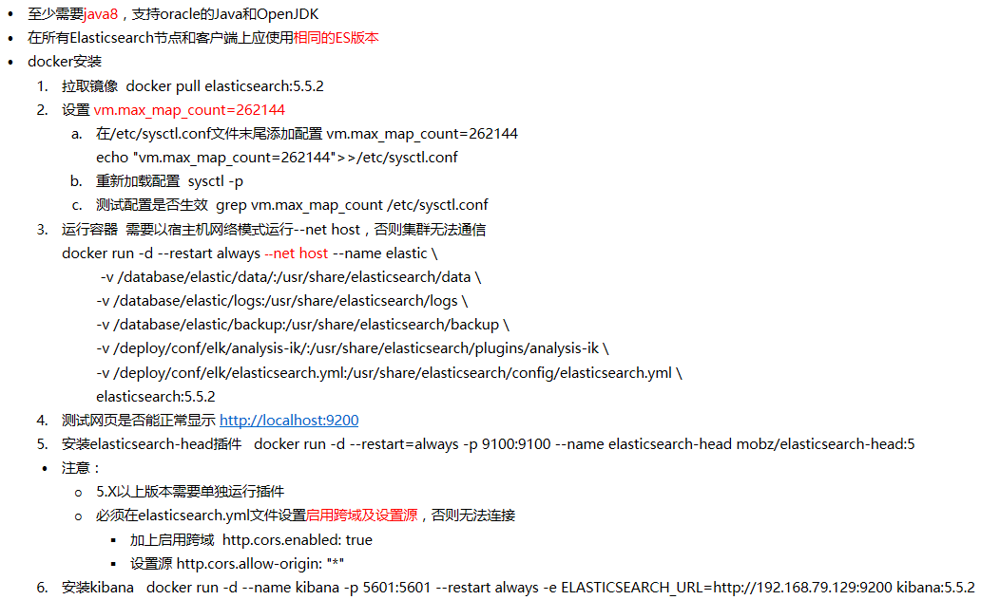 • 至少需要java8，支持oracle的Java和OpenJDK
• 在所有Elasticsearch节点和客户端上应使用相同的ES版本
• docker安装
1. 拉取镜像 docker pull elasticsearch:5.5.2
2. 设置 vm.max_map_count=262144
a. 在/etc/sysctl.conf文件末尾添加配置 vm.max_map_count=262144
echo "vm.max_map_count=262144">>/etc/sysctl.conf
b. 重新加载配置 sysctl -p
c. 测试配置是否生效 grep vm.max_map_count /etc/sysctl.conf
3. 运行容器 需要以宿主机网络模式运行--net host，否则集群无法通信
docker run -d --restart always --net host --name elastic \
-v /database/elastic/data/:/usr/share/elasticsearch/data \
-v /database/elastic/logs:/usr/share/elasticsearch/logs \
-v /database/elastic/backup:/usr/share/elasticsearch/backup \
-v /deploy/conf/elk/analysis-ik/:/usr/share/elasticsearch/plugins/analysis-ik \
-v /deploy/conf/elk/elasticsearch.yml:/usr/share/elasticsearch/config/elasticsearch.yml \
elasticsearch:5.5.2
4. 测试网页是否能正常显示 http://localhost:9200
5. 安装elasticsearch-head插件 docker run -d --restart=always -p 9100:9100 --name elasticsearch-head mobz/elasticsearch-head:5
• 注意：
○ 5.X以上版本需要单独运行插件
○ 必须在elasticsearch.yml文件设置启用跨域及设置源，否则无法连接
▪ 加上启用跨域 http.cors.enabled: true
▪ 设置源 http.cors.allow-origin: "*"
6. 安装kibana docker run -d --name kibana -p 5601:5601 --restart always -e ELASTICSEARCH_URL=http://192.168.79.129:9200 kibana:5.5.2